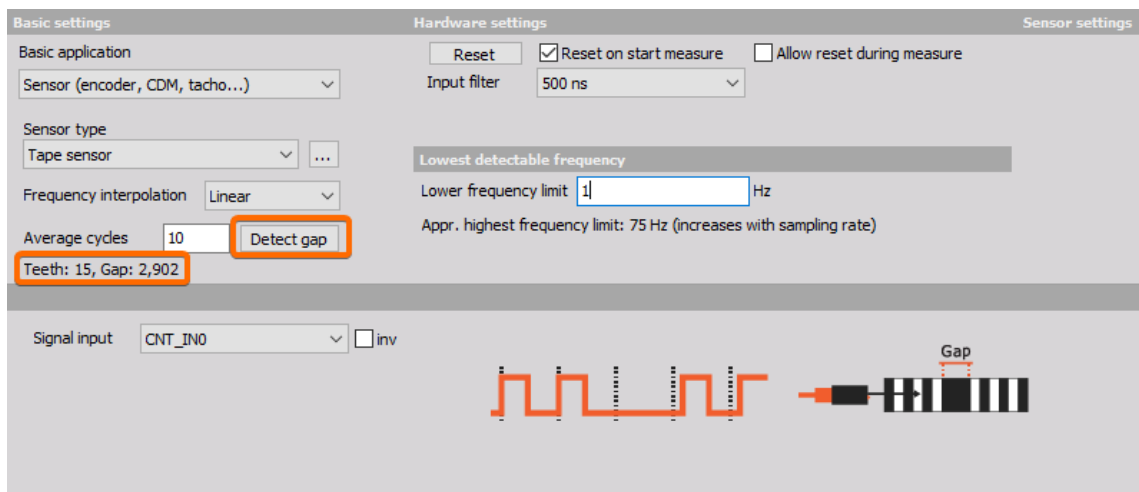 Basic settings
Hardware settings
Sensor settings
Basic application
Sensor (encoder, CDM, tacho...)
Reset
Reset on start measure
Allow reset during measure
Input filter
500 ns
Sensor type
Tape sensor
...
Frequency interpolation
Linear
Average cycles
10
Detect gap
Teeth: 15, Gap: 2,902
Lowest detectable frequency
Lower frequency limit
1
Hz
Appr. highest frequency limit: 75 Hz (increases with sampling rate)
Signal input
CNT_IN0
inv
Gap